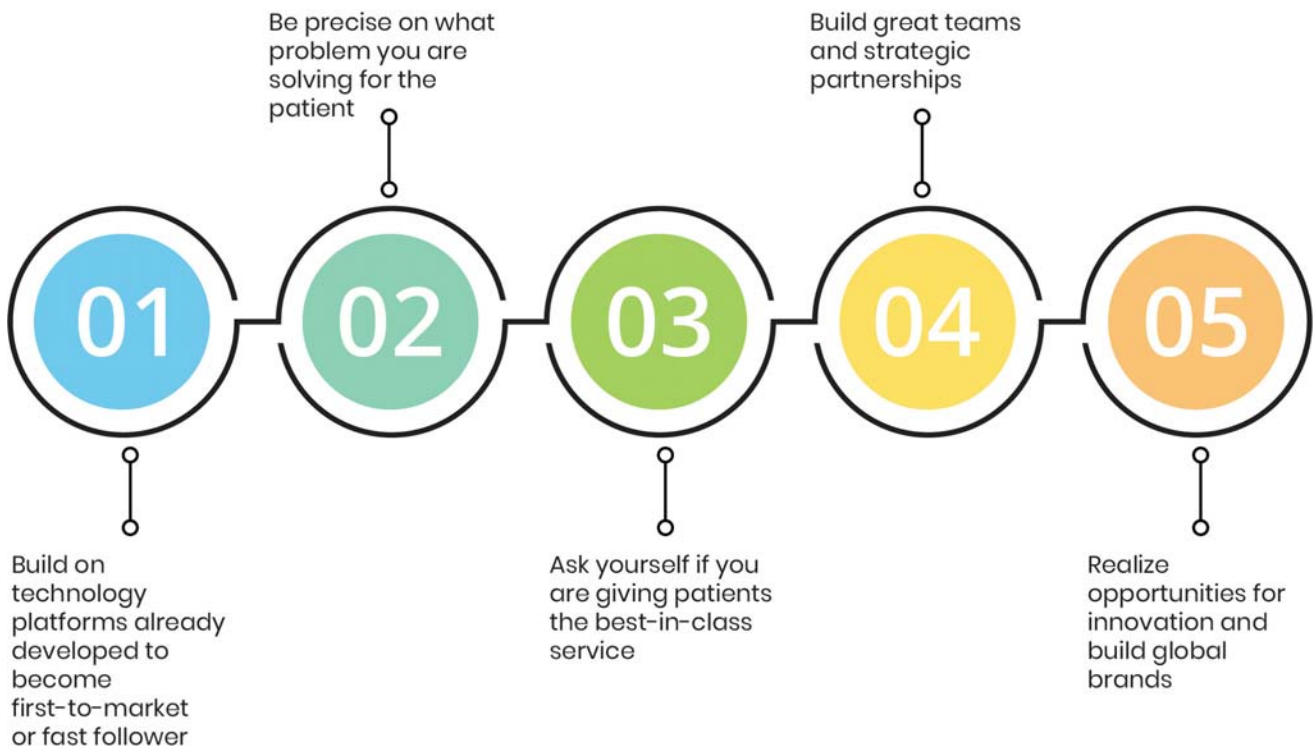 01
Build on
technology
platforms already
developed to
become
first-to-market
or fast follower
Be precise on what
problem you are
solving for the
patient
02
03
Ask yourself if you
are giving patients
the best-in-class
service
Build great teams
and strategic
partnerships
04
05
Realize
opportunities for
innovation and
build global
brands